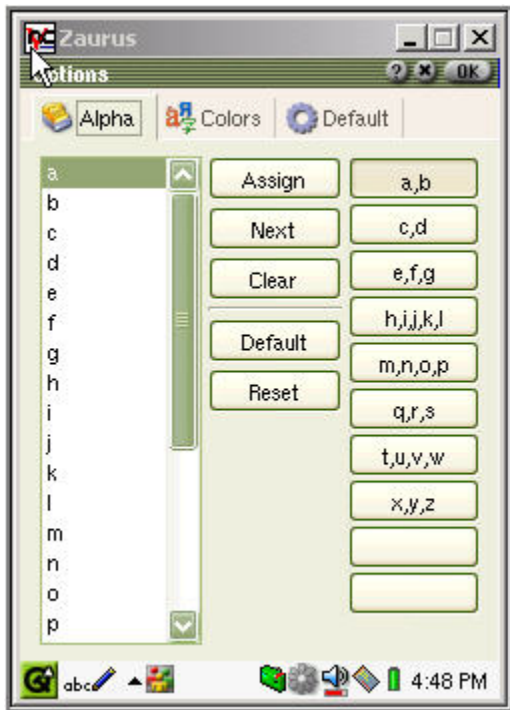 Zaurus
Options
? OK
Alpha Colors Default
a
b
c
d
e
f
g
h
i
j
k
l
m
n
o
p
Assign
Next
Clear
Default
Reset
a,b
c,d
e,f,g
h,i,j,k,l
m,n,o,p
q,r,s
t,u,v,w
x,y,z
abc 4:48 PM